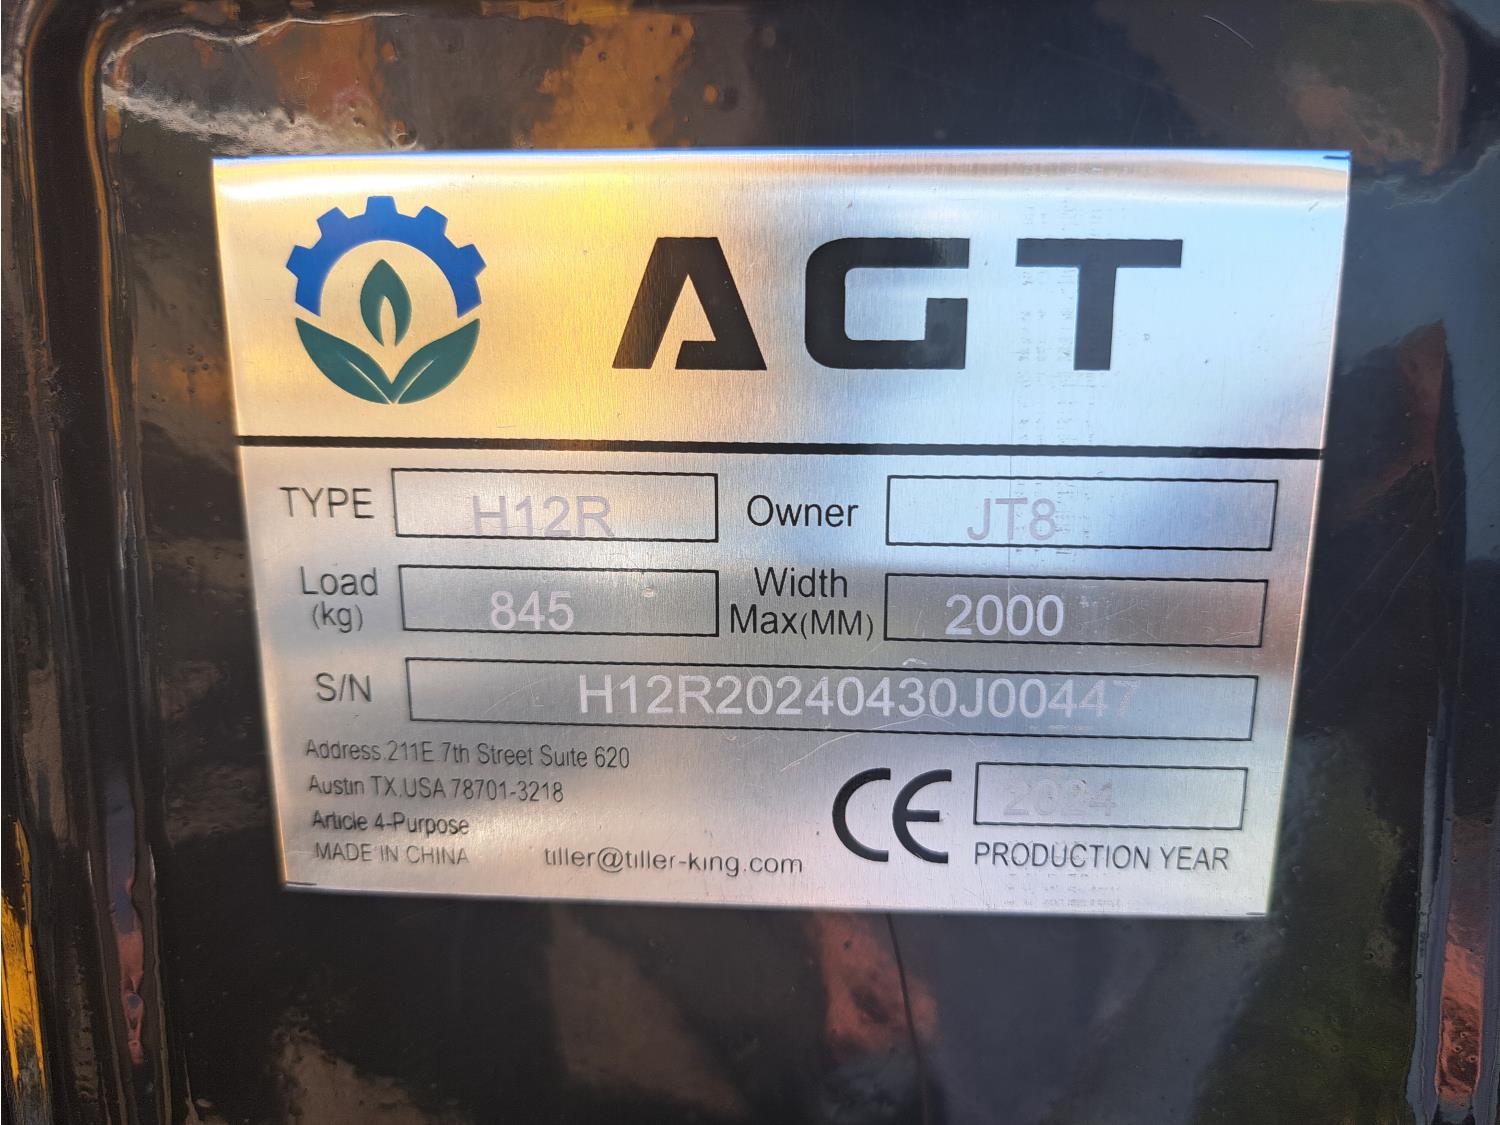 AGT
TYPE H12R Owner JT8
Load (kg) 845 Width Max(MM) 2000
S/N H12R20240430J00447
Address.211E 7th Street Suite 620
Austin TX.USA 78701-3218
Article 4-Purpose
MADE IN CHINA tiller@tiller-king.com
CE 2024
PRODUCTION YEAR